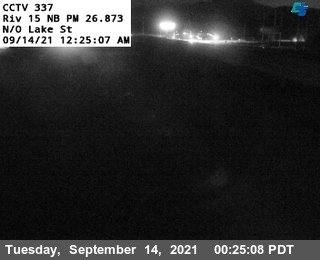 CCTV 337
Riv 15 NB PM 26.873
N/O Lake St
09/14/21 12:25:07 AM
Tuesday, September 14, 2021 00:25:08 PDT